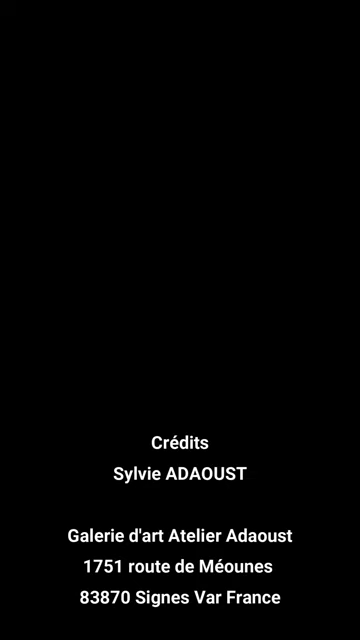 Crédits
Sylvie ADAOUST
Galerie d'art Atelier Adaoust
1751 route de Méounes
83870 Signes Var France